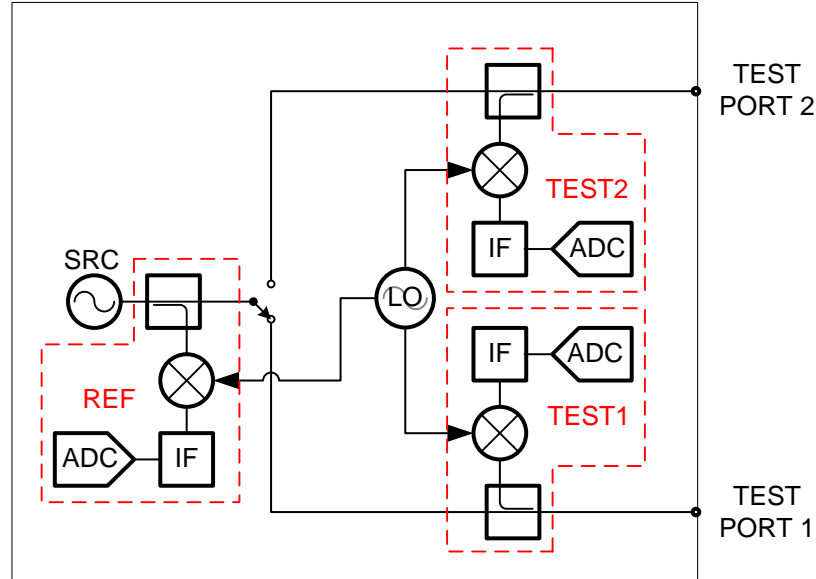 TEST
PORT 2
TEST2
IF
ADC
SRC
LO
IF
ADC
REF
TEST1
ADC
IF
TEST
PORT 1